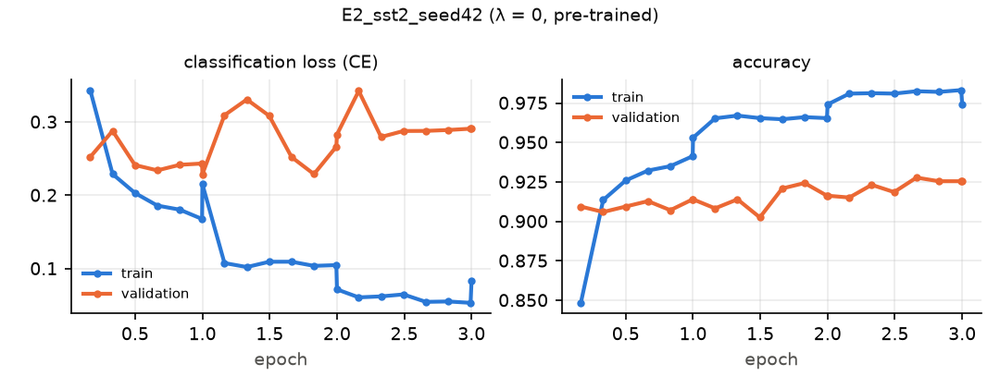 E2_sst2_seed42 (λ = 0, pre-trained)
classification loss (CE)
0.3
0.2
0.1
train
validation
0.5 1.0 1.5 2.0 2.5 3.0
epoch
accuracy
0.975
0.950
0.925
0.900
0.875
0.850
train
validation
0.5 1.0 1.5 2.0 2.5 3.0
epoch